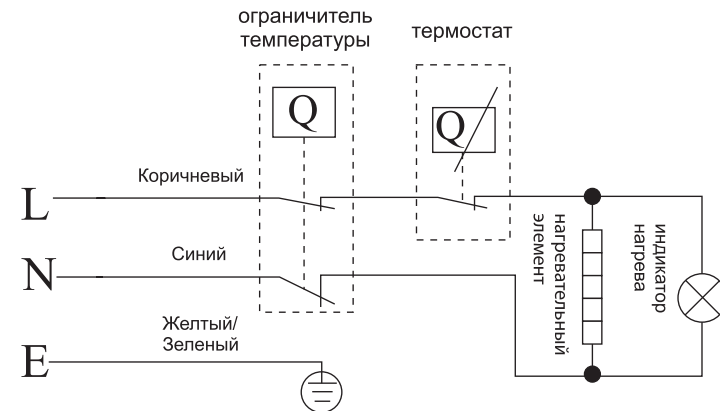 ограничитель
температуры
термостат
Q
Q
L
Коричневый
N
Синий
E
Желтый/
Зеленый
нагревательный
элемент
индикатор
нагрева